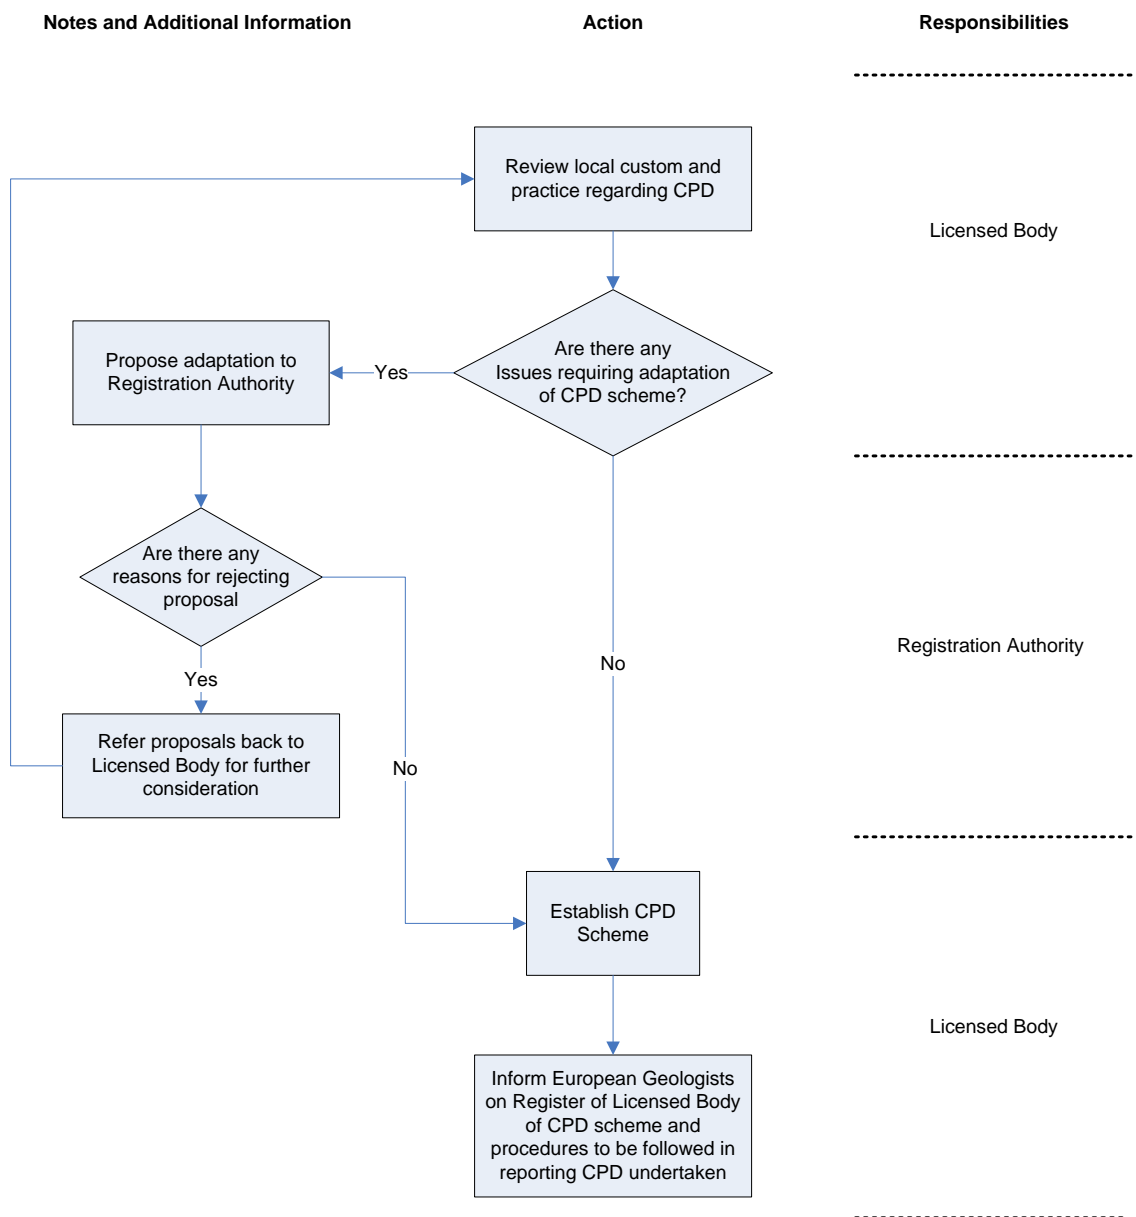 Notes and Additional Information
Action
Responsibilities
Review local custom and
practice regarding CPD
Licensed Body
Are there any
Issues requiring adaptation
of CPD scheme?
Yes
Propose adaptation to
Registration Authority
Are there any
reasons for rejecting
proposal
Registration Authority
No
Yes
Refer proposals back to
Licensed Body for further
consideration
No
Establish CPD
Scheme
Licensed Body
Inform European Geologists
on Register of Licensed Body
of CPD scheme and
procedures to be followed in
reporting CPD undertaken